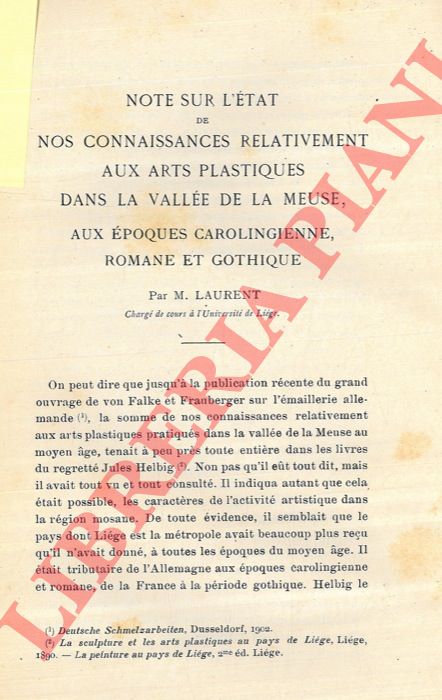 NOTE SUR L'ÉTAT
DE
NOS CONNAISSANCES RELATIVEMENT
AUX ARTS PLASTIQUES
DANS LA VALLÉE DE LA MEUSE,
AUX ÉPOQUES CAROLINGIENNE,
ROMANE ET GOTHIQUE
Par M. LAURENT
Chargé de cours à l'Université de Liége.
On peut dire que jusqu'à la publication récente du grand
ouvrage de von Falke et Frauberger sur l'émaillerie alle-
mande (1), la somme de nos connaissances relativement
aux arts plastiques pratiqués dans la vallée de la Meuse au
moyen âge, tenait à peu près toute entière dans les livres
du regretté Jules Helbig (2). Non pas qu'il eût tout dit, mais
il avait tout vu et tout consulté. Il indiqua autant que cela
était possible, les caractères de l'activité artistique dans
la région mosane. De toute évidence, il semblait que le
pays dont Liége est la métropole avait beaucoup plus reçu
qu'il n'avait donné, à toutes les époques du moyen âge. Il
était tributaire de l'Allemagne aux époques carolingienne
et romane, de la France à la période gothique. Helbig le
(1) Deutsche Schmelzarbeiten, Dusseldorf, 1902.
(2) La sculpture et les arts plastiques au pays de Liége, Liége,
1890. — La peinture au pays de Liége, 2me éd. Liége.
LIBRERIA PIANI